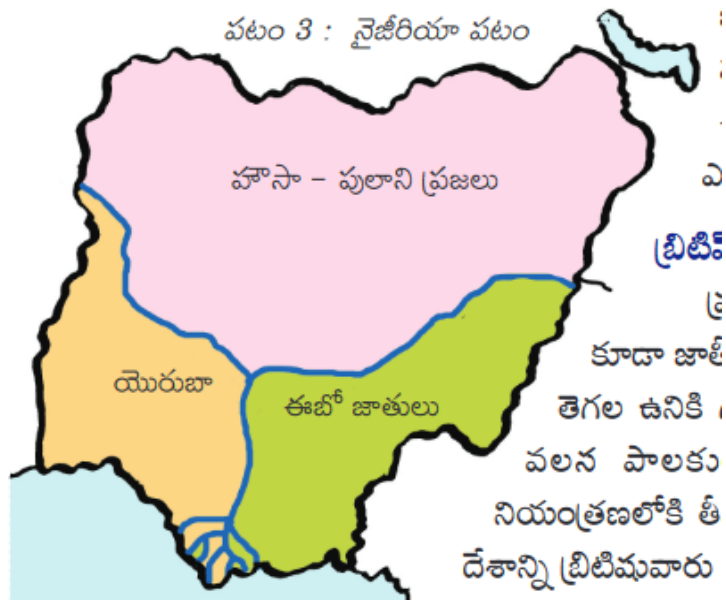 పటం 3 : నైజీరియా పటం
హౌసా – పులాని ప్రజలు
యొరుబా
ఈబో జాతులు
కూడా
తెగల ఉనికి
వలన పాలకు
నియంత్రణలోకి తీ
దేశాన్ని బ్రిటిషువారు